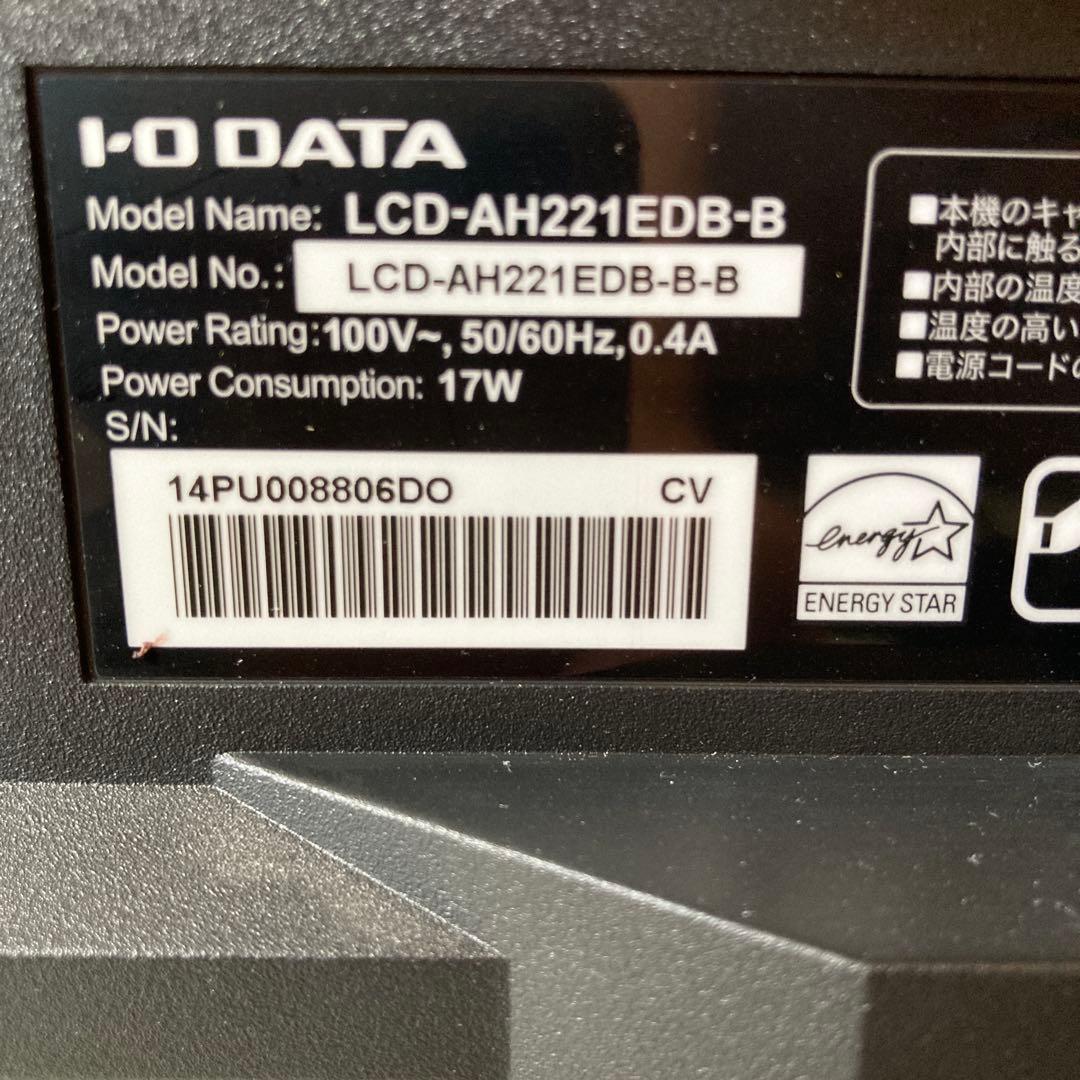 I-O DATA
Model Name: LCD-AH221EDB-B
Model No.: LCD-AH221EDB-B-B
Power Rating:100V~, 50/60Hz, 0.4A
Power Consumption: 17W
S/N:
14PU008806DO CV
energy
ENERGY STAR
■本機のキャ
内部に触る
■内部の温度
■温度の高い
■電源コードの